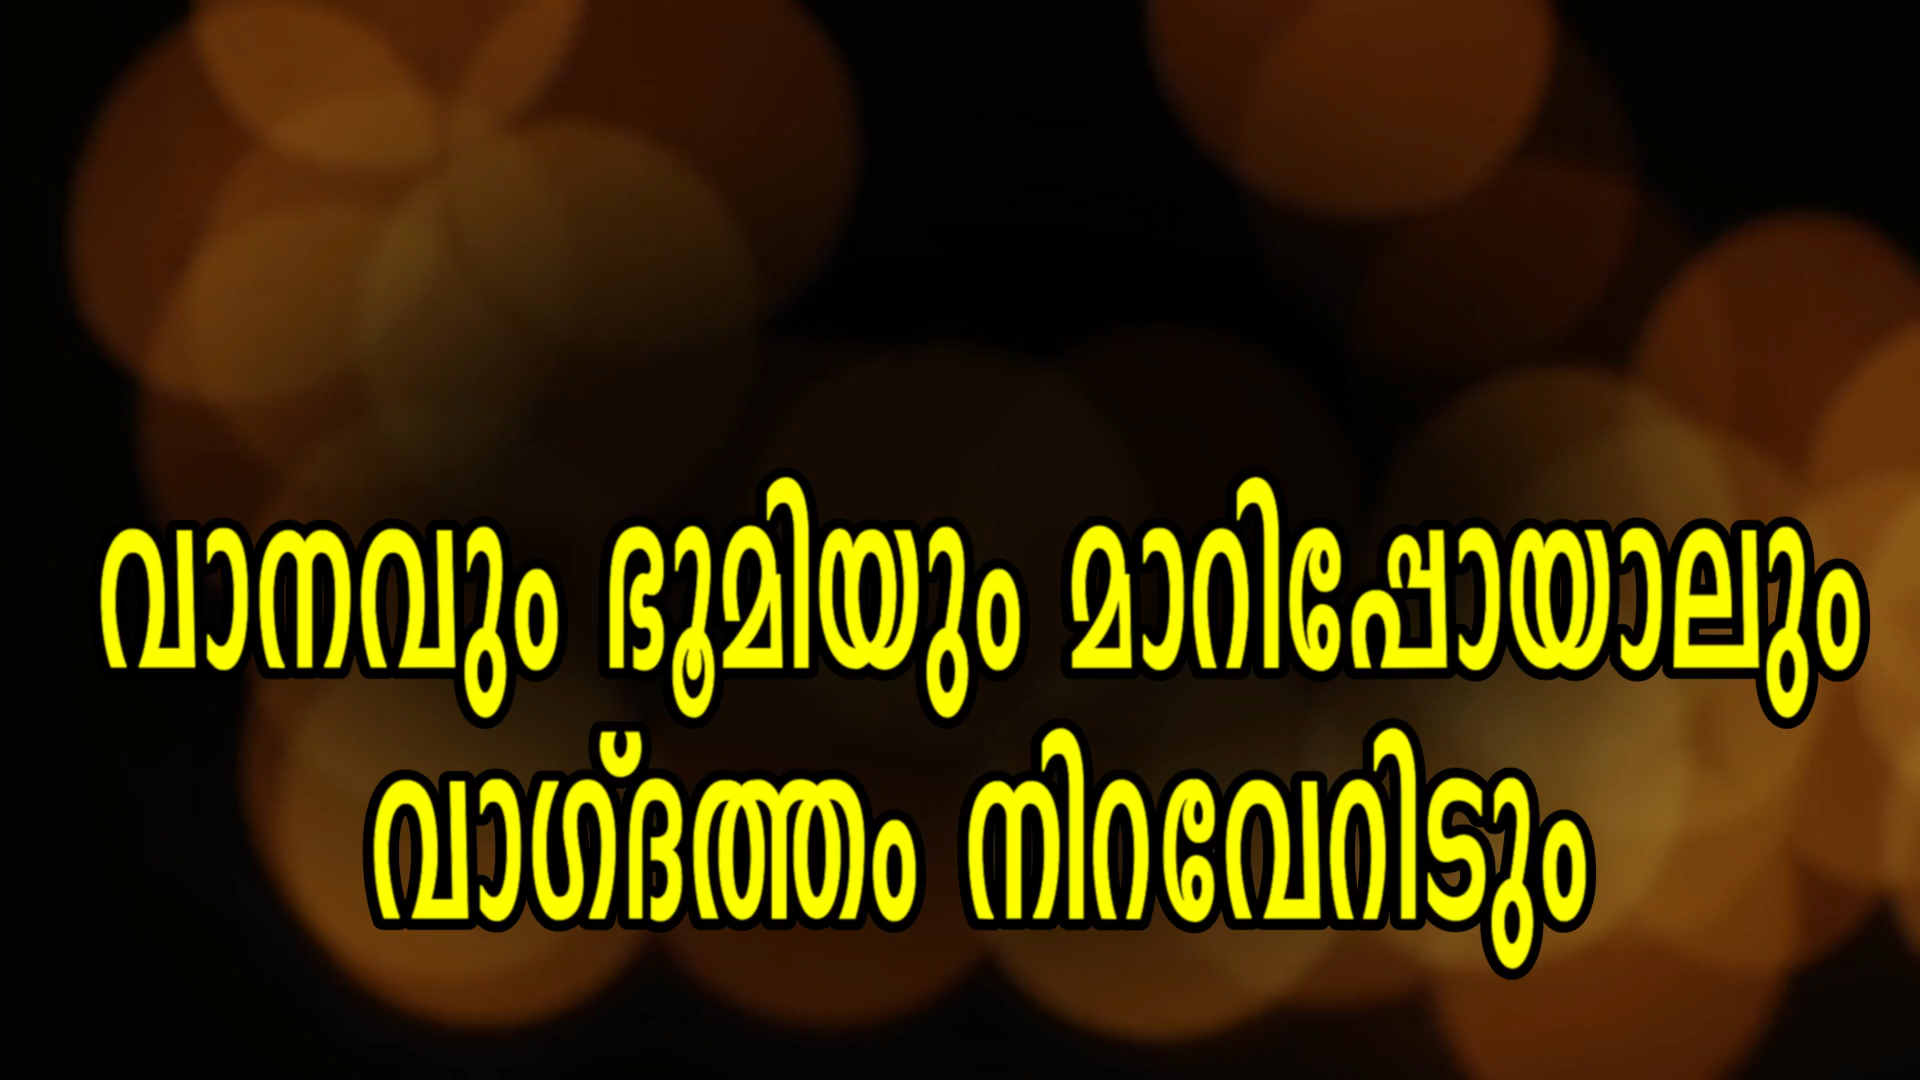 വാനവും ഭൂമിയും മാറിപ്പോയാലും
വാഗ്ദത്തം നിറവേറിടും